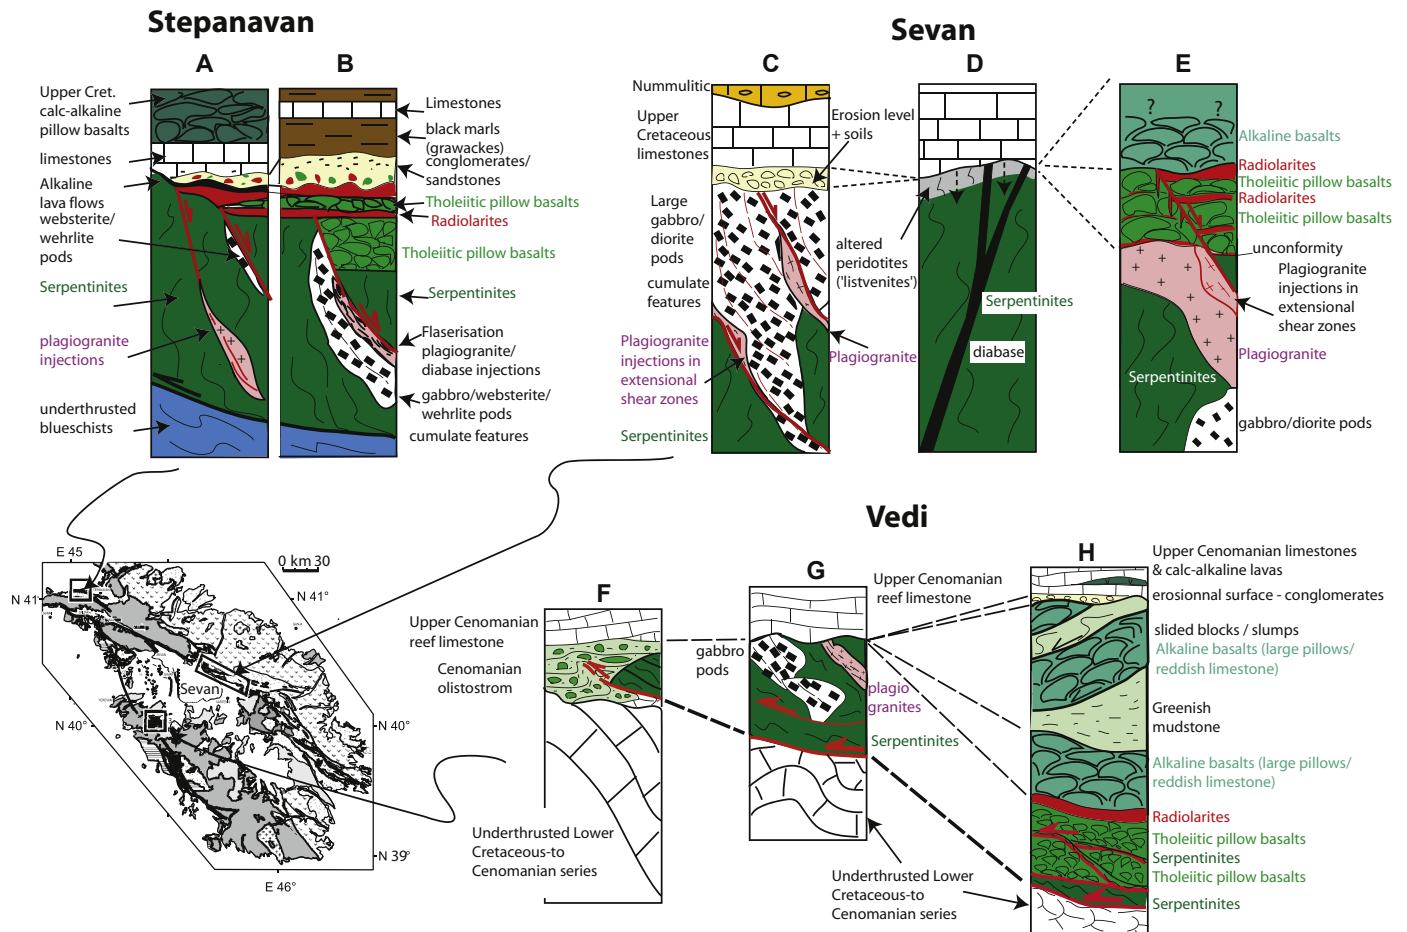 Stepanavan
A
B
Upper Cret.
calc-alkaline
pillow basalts
limestones
Alkaline
lava flows
websterite/
wehrlite
pods
Serpentinites
plagiogranite
injections
underthrusted
blueschists
Limestones
black marls
(grawackes)
conglomerates/
sandstones
Tholeiitic pillow basalts
Radiolarites
Tholeiitic pillow basalts
Serpentinites
Flaserisation
plagiogranite/
diabase injections
gabbro/websterite/
wehrlite pods
cumulate features
Sevan
C
D
E
Nummulitic
Upper
Cretaceous
limestones
Large
gabbro/
diorite
pods
cumulate
features
Plagiogranite
injections in
extensional
shear zones
Serpentinites
Erosion level
+ soils
altered
peridotites
('listvenites')
Plagiogranite
Serpentinites
diabase
? ?
Alkaline basalts
Radiolarites
Tholeiitic pillow basalts
Radiolarites
Tholeiitic pillow basalts
unconformity
Plagiogranite
injections in
extensional
shear zones
Plagiogranite
Serpentinites
gabbro/diorite pods
E 45
0 km 30
N 41
N 41°
Sevan
N 40°
N 40°
N 39°
E 46°
Vedi
F
G
H
Upper Cenomanian
reef limestone
Cenomanian
olistostrom
Underthrusted Lower
Cretaceous-to
Cenomanian series
gabbro
pods
Upper Cenomanian
reef limestone
plagio
granites
Serpentinites
Underthrusted Lower
Cretaceous-to
Cenomanian series
Upper Cenomanian limestones
& calc-alkaline lavas
erosionnal surface - conglomerates
slided blocks / slumps
Alkaline basalts (large pillows/
reddish limestone)
Greenish
mudstone
Alkaline basalts (large pillows/
reddish limestone)
Radiolarites
Tholeiitic pillow basalts
Serpentinites
Tholeiitic pillow basalts
Serpentinites